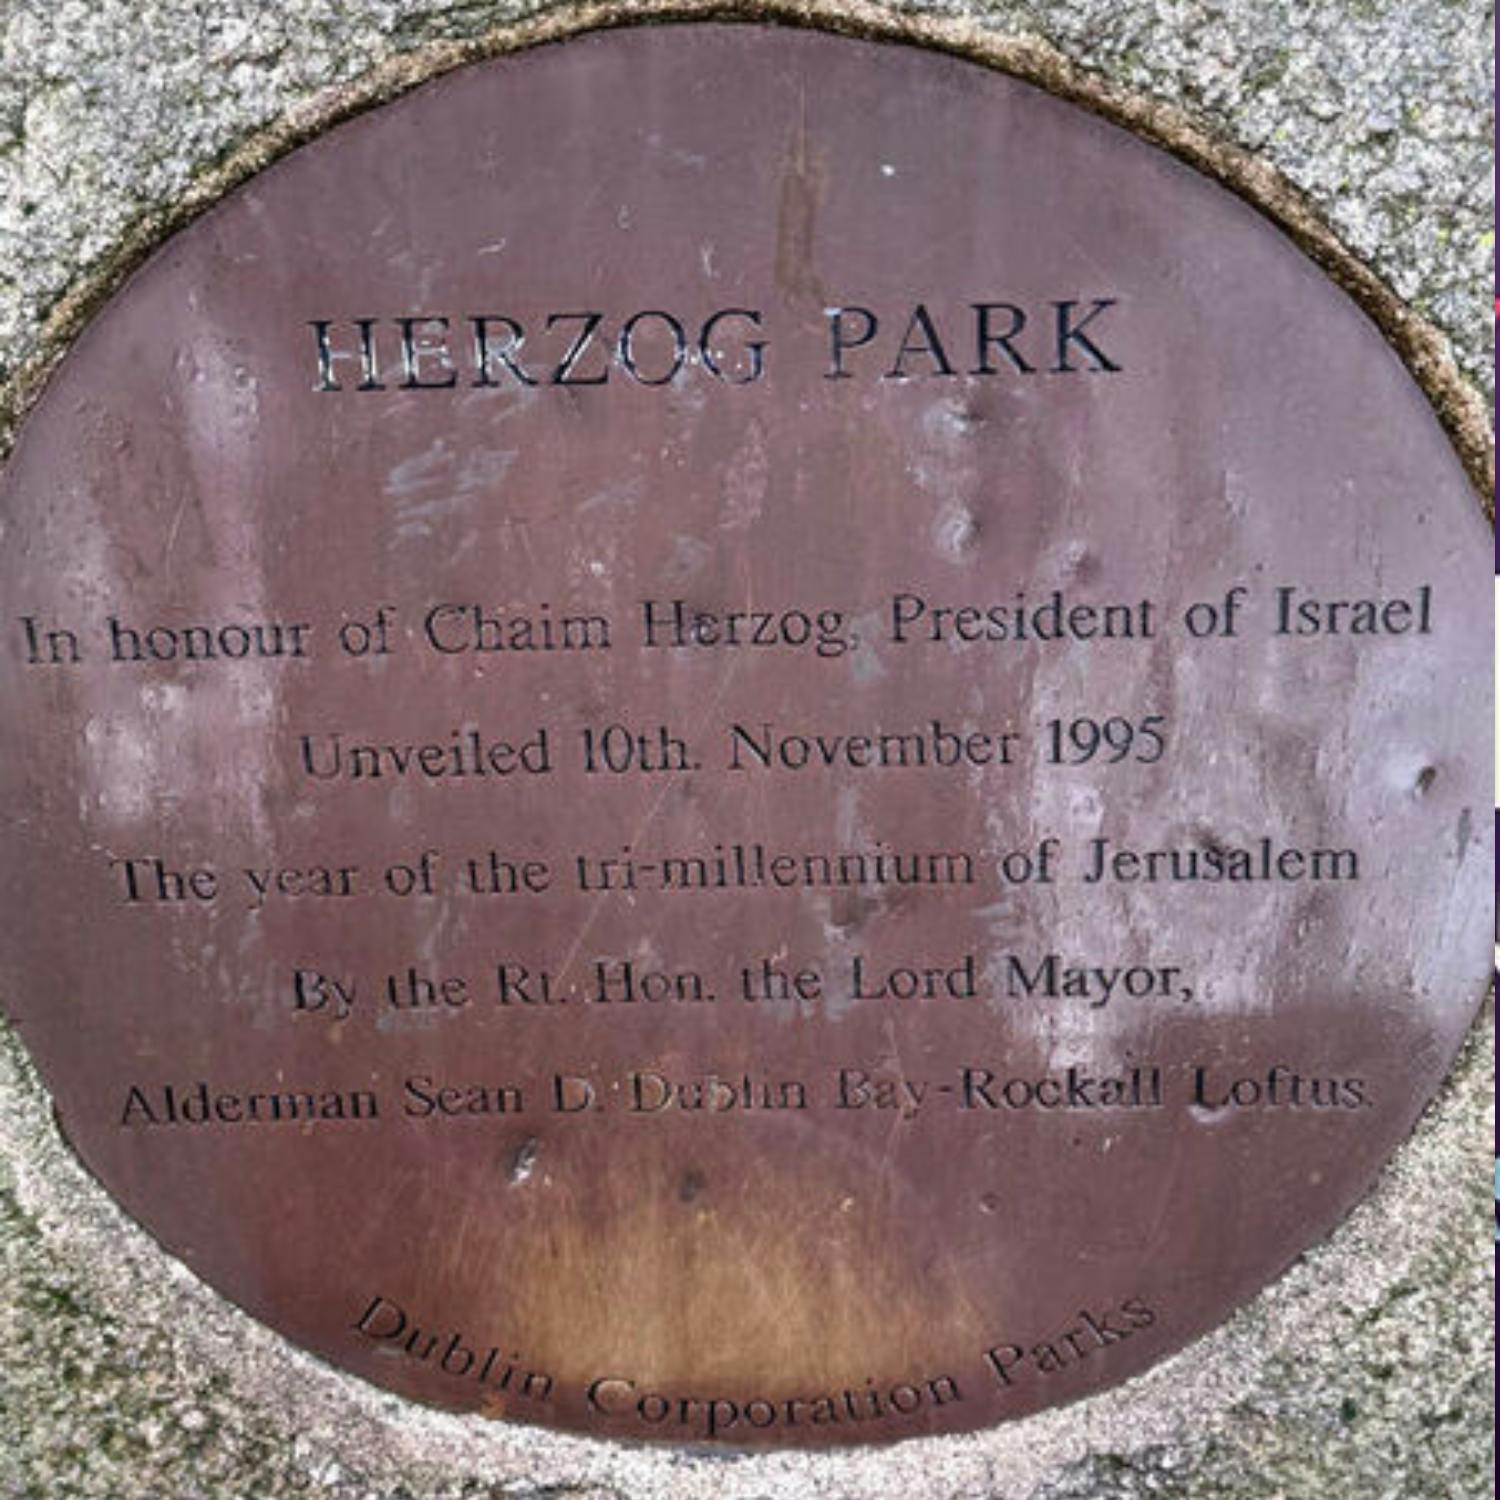 HERZOG PARK
In honour of Chaim Herzog, President of Israel
Unveiled 10th. November 1995
The year of the tri-millennium of Jerusalem
By the Rt. Hon. the Lord Mayor,
Alderman Sean D. Dublin Bay-Rockall Loftus.
Dublin Corporation Parks